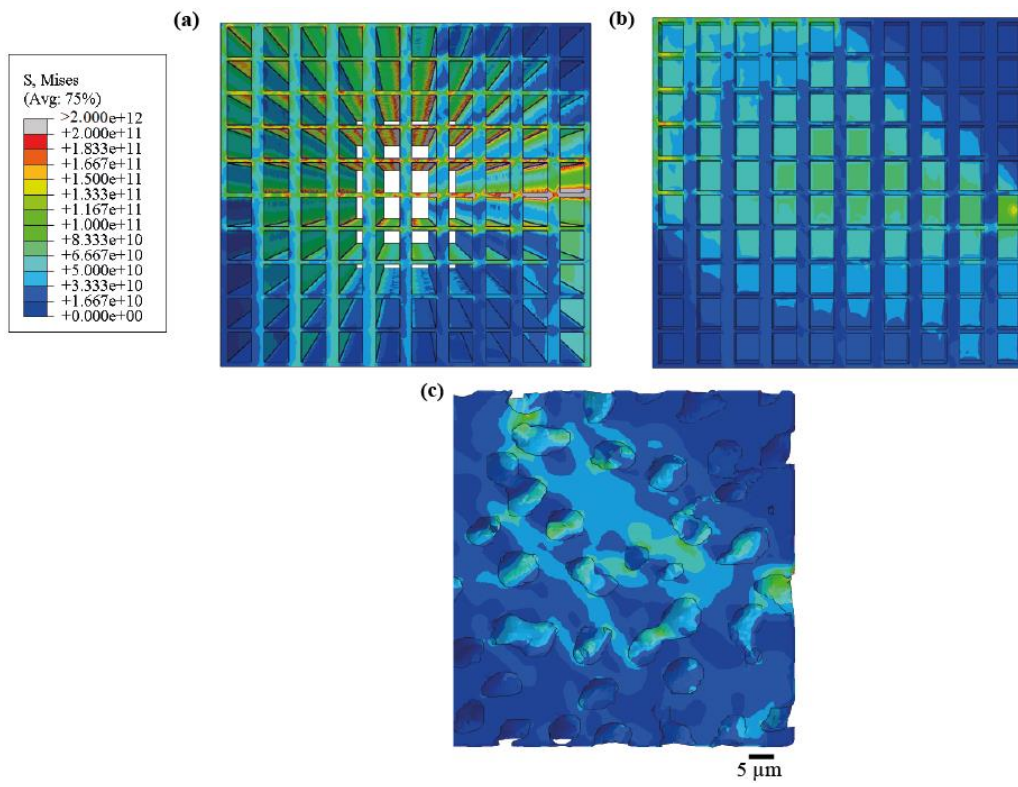 (a)
(b)
S, Mises
(Avg: 75%)
>2.000e+12
+2.000e+11
+1.833e+11
+1.667e+11
+1.500e+11
+1.333e+11
+1.167e+11
+1.000e+11
+8.333e+10
+6.667e+10
+5.000e+10
+3.333e+10
+1.667e+10
+0.000e+00
(c)
5 µm